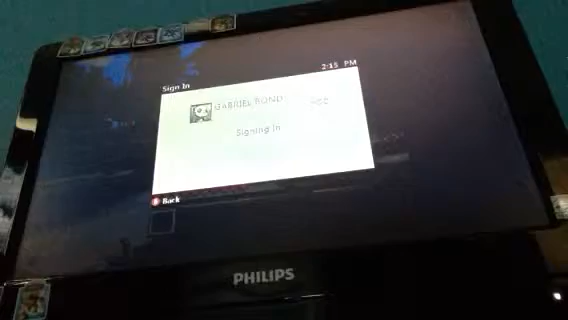 2:15 PM
Sign In
GABRIEL BOND
Signing In
Back
PHILIPS